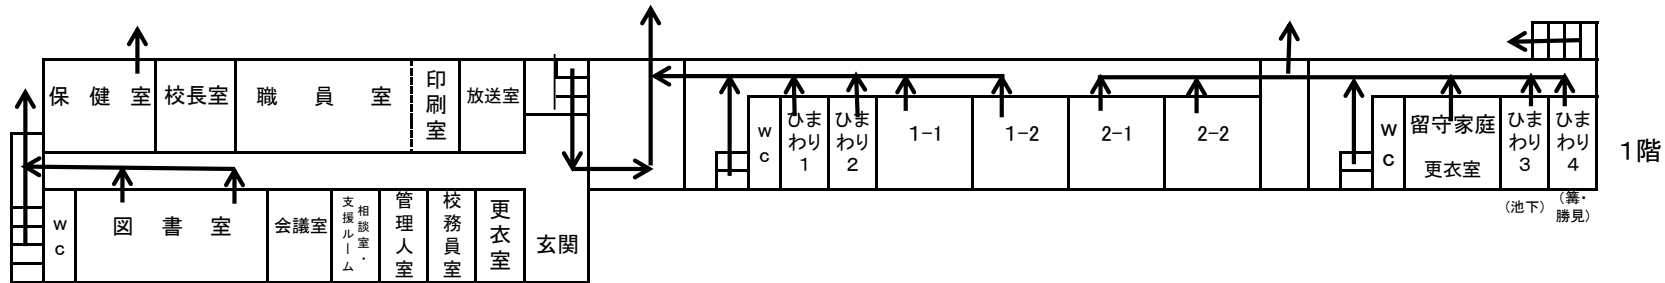 保健室
校長室
職員室
印刷室
放送室
wc
ひまわり1
ひまわり2
1-1
1-2
2-1
2-2
wc
留守家庭
更衣室
ひまわり3
ひまわり4
1階
(池下)
(篝・勝見)
wc
図書室
会議室
相談室・支援ルーム
管理人室
校務員室
更衣室
玄関